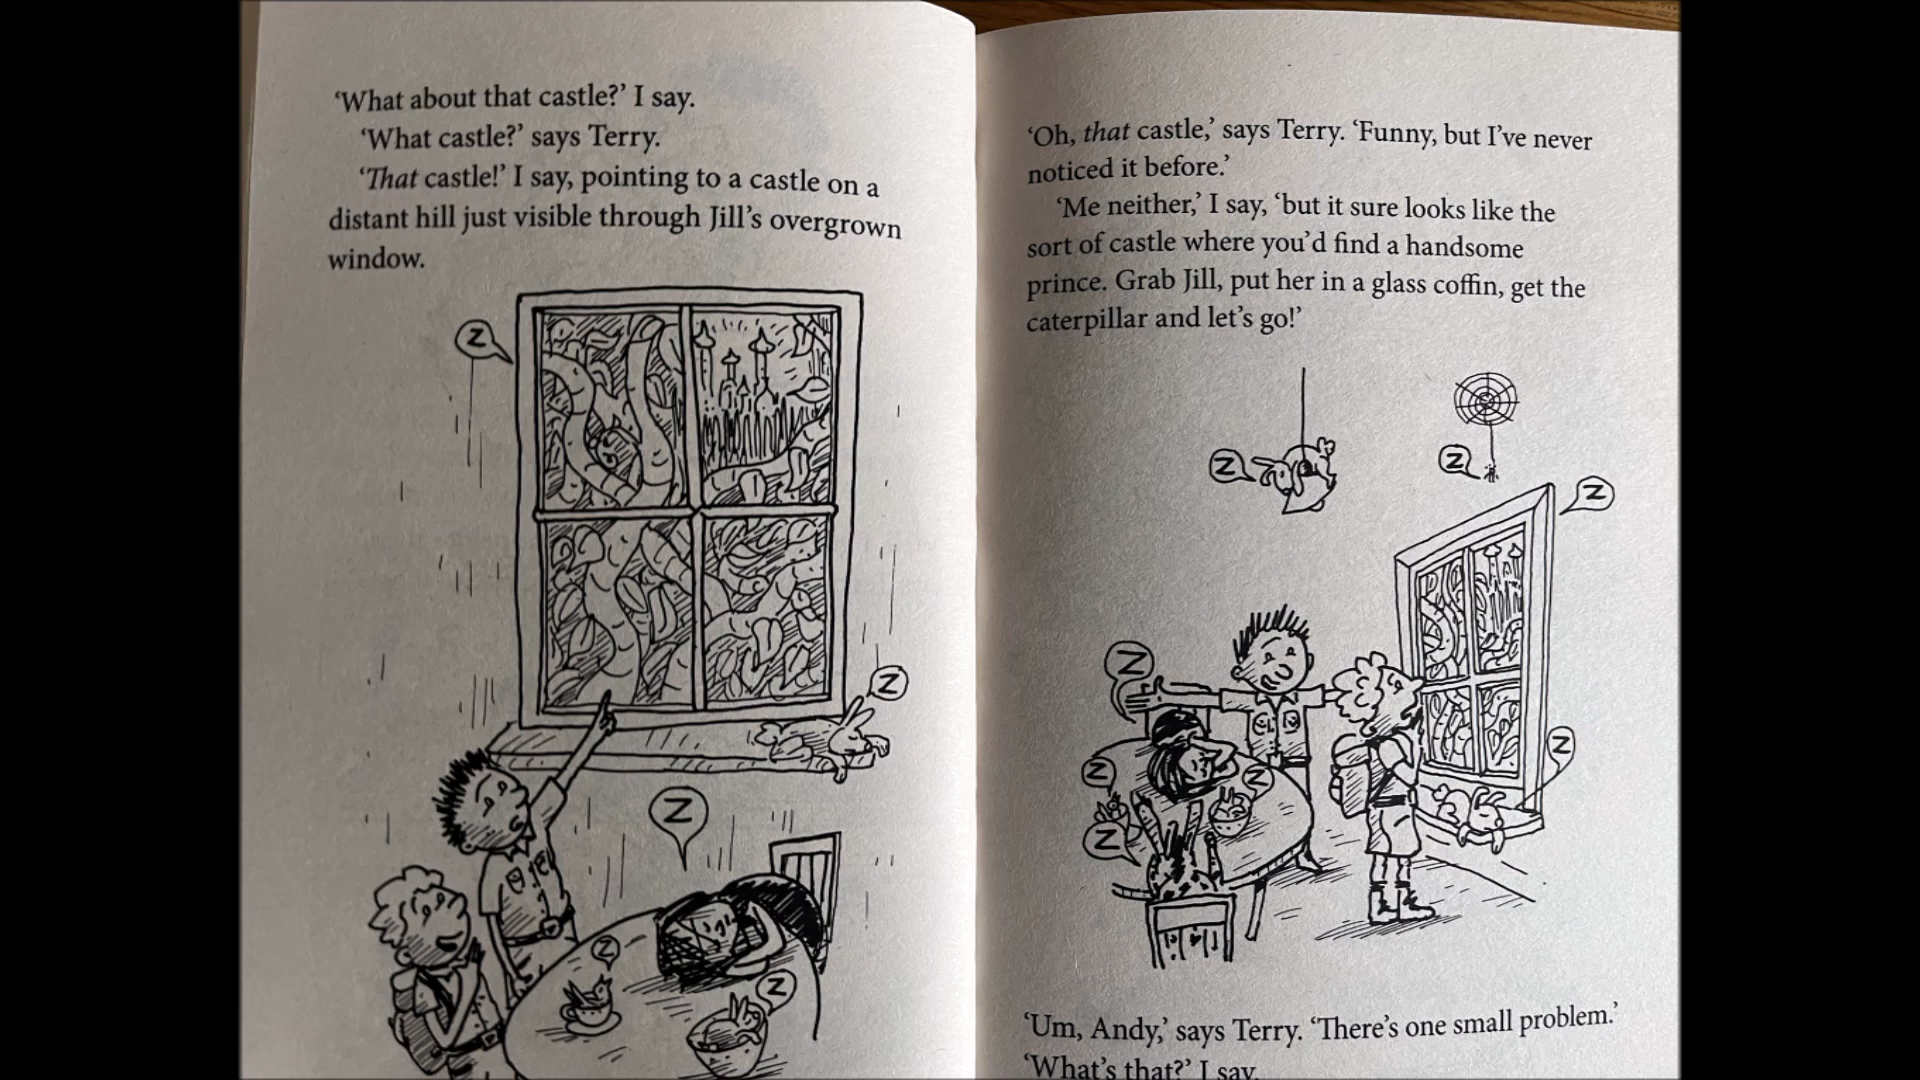 ‘What about that castle?’ I say.
‘What castle?’ says Terry.
‘That castle!’ I say, pointing to a castle on a
distant hill just visible through Jill’s overgrown
window.
Z
Z
Z
Z
Z
‘Oh, that castle,’ says Terry. ‘Funny, but I’ve never
noticed it before.’
‘Me neither,’ I say, ‘but it sure looks like the
sort of castle where you’d find a handsome
prince. Grab Jill, put her in a glass coffin, get the
caterpillar and let’s go!’
Z
Z
Z
Z
Z
Z
Z
Z
‘Um, Andy,’ says Terry. ‘There’s one small problem.’
‘What’s that?’ I say.